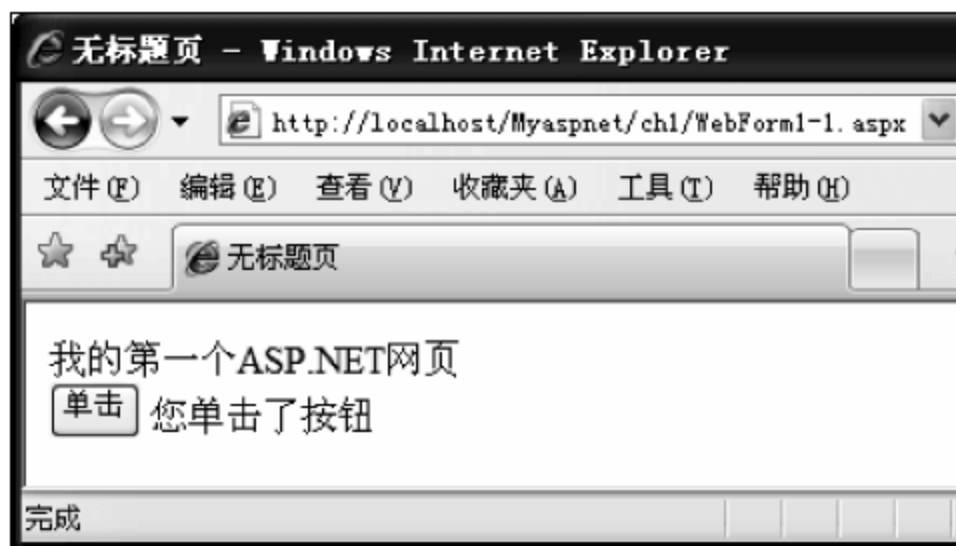 无标题页 - Windows Internet Explorer
http://localhost/Myaspnet/ch1/WebForm1-1.aspx
文件(F) 编辑(E) 查看(V) 收藏夹(A) 工具(T) 帮助(H)
无标题页
我的第一个ASP.NET网页
单击 您单击了按钮
完成